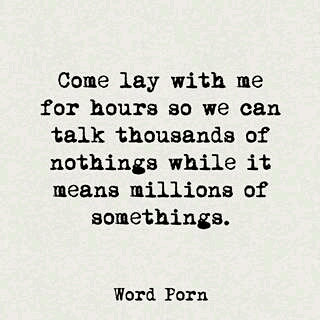 Come lay with me
for hours so we can
talk thousands of
nothings while it
means millions of
somethings.
Word Porn